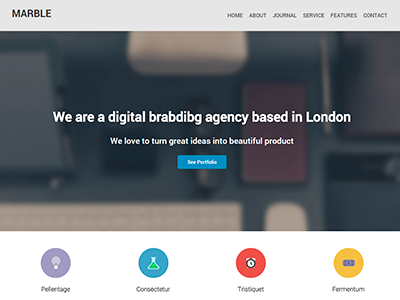 MARBLE
HOME ABOUT JOURNAL SERVICE FEATURES CONTACT
We are a digital brabdibg agency based in London
We love to turn great ideas into beautiful product
See Portfolio
Pellentage Consectetur Tristiquet Fermentum